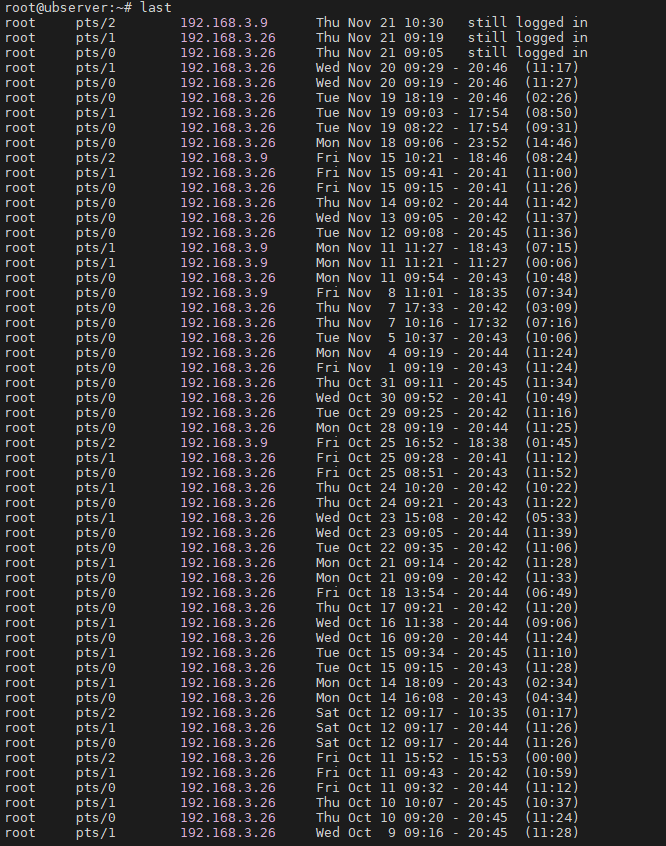 root@ubserver:~# last
root     pts/2        192.168.3.9      Thu Nov 21 10:30   still logged in
root     pts/1        192.168.3.26     Thu Nov 21 09:19   still logged in
root     pts/0        192.168.3.26     Thu Nov 21 09:05   still logged in
root     pts/1        192.168.3.26     Wed Nov 20 09:29 - 20:46  (11:17)
root     pts/0        192.168.3.26     Wed Nov 20 09:19 - 20:46  (11:27)
root     pts/0        192.168.3.26     Tue Nov 19 18:19 - 20:46  (02:26)
root     pts/1        192.168.3.26     Tue Nov 19 09:03 - 17:54  (08:50)
root     pts/0        192.168.3.26     Tue Nov 19 08:22 - 17:54  (09:31)
root     pts/0        192.168.3.26     Mon Nov 18 09:06 - 23:52  (14:46)
root     pts/2        192.168.3.9      Fri Nov 15 10:21 - 18:46  (08:24)
root     pts/1        192.168.3.26     Fri Nov 15 09:41 - 20:41  (11:00)
root     pts/0        192.168.3.26     Fri Nov 15 09:15 - 20:41  (11:26)
root     pts/0        192.168.3.26     Thu Nov 14 09:02 - 20:44  (11:42)
root     pts/0        192.168.3.26     Wed Nov 13 09:05 - 20:42  (11:37)
root     pts/0        192.168.3.26     Tue Nov 12 09:08 - 20:45  (11:36)
root     pts/1        192.168.3.9      Mon Nov 11 11:27 - 18:43  (07:15)
root     pts/1        192.168.3.9      Mon Nov 11 11:21 - 11:27  (00:06)
root     pts/0        192.168.3.26     Mon Nov 11 09:54 - 20:43  (10:48)
root     pts/0        192.168.3.9      Fri Nov  8 11:01 - 18:35  (07:34)
root     pts/0        192.168.3.26     Thu Nov  7 17:33 - 20:42  (03:09)
root     pts/0        192.168.3.26     Thu Nov  7 10:16 - 17:32  (07:16)
root     pts/0        192.168.3.26     Tue Nov  5 10:37 - 20:43  (10:06)
root     pts/0        192.168.3.26     Mon Nov  4 09:19 - 20:44  (11:24)
root     pts/0        192.168.3.26     Fri Nov  1 09:19 - 20:43  (11:24)
root     pts/0        192.168.3.26     Thu Oct 31 09:11 - 20:45  (11:34)
root     pts/0        192.168.3.26     Wed Oct 30 09:52 - 20:41  (10:49)
root     pts/0        192.168.3.26     Tue Oct 29 09:25 - 20:42  (11:16)
root     pts/0        192.168.3.26     Mon Oct 28 09:19 - 20:44  (11:25)
root     pts/2        192.168.3.9      Fri Oct 25 16:52 - 18:38  (01:45)
root     pts/1        192.168.3.26     Fri Oct 25 09:28 - 20:41  (11:12)
root     pts/0        192.168.3.26     Fri Oct 25 08:51 - 20:43  (11:52)
root     pts/1        192.168.3.26     Thu Oct 24 10:20 - 20:42  (10:22)
root     pts/0        192.168.3.26     Thu Oct 24 09:21 - 20:43  (11:22)
root     pts/1        192.168.3.26     Wed Oct 23 15:08 - 20:42  (05:33)
root     pts/0        192.168.3.26     Wed Oct 23 09:05 - 20:44  (11:39)
root     pts/0        192.168.3.26     Tue Oct 22 09:35 - 20:42  (11:06)
root     pts/1        192.168.3.26     Mon Oct 21 09:14 - 20:42  (11:28)
root     pts/0        192.168.3.26     Mon Oct 21 09:09 - 20:42  (11:33)
root     pts/0        192.168.3.26     Fri Oct 18 13:54 - 20:44  (06:49)
root     pts/0        192.168.3.26     Thu Oct 17 09:21 - 20:42  (11:20)
root     pts/1        192.168.3.26     Wed Oct 16 11:38 - 20:44  (09:06)
root     pts/0        192.168.3.26     Wed Oct 16 09:20 - 20:44  (11:24)
root     pts/1        192.168.3.26     Tue Oct 15 09:34 - 20:45  (11:10)
root     pts/0        192.168.3.26     Tue Oct 15 09:15 - 20:43  (11:28)
root     pts/1        192.168.3.26     Mon Oct 14 18:09 - 20:43  (02:34)
root     pts/0        192.168.3.26     Mon Oct 14 16:08 - 20:43  (04:34)
root     pts/2        192.168.3.26     Sat Oct 12 09:17 - 10:35  (01:17)
root     pts/1        192.168.3.26     Sat Oct 12 09:17 - 20:44  (11:26)
root     pts/0        192.168.3.26     Sat Oct 12 09:17 - 20:44  (11:26)
root     pts/2        192.168.3.26     Fri Oct 11 15:52 - 15:53  (00:00)
root     pts/1        192.168.3.26     Fri Oct 11 09:43 - 20:42  (10:59)
root     pts/0        192.168.3.26     Fri Oct 11 09:32 - 20:44  (11:12)
root     pts/1        192.168.3.26     Thu Oct 10 10:07 - 20:45  (10:37)
root     pts/0        192.168.3.26     Thu Oct 10 09:20 - 20:45  (11:24)
root     pts/1        192.168.3.26     Wed Oct  9 09:16 - 20:45  (11:28)